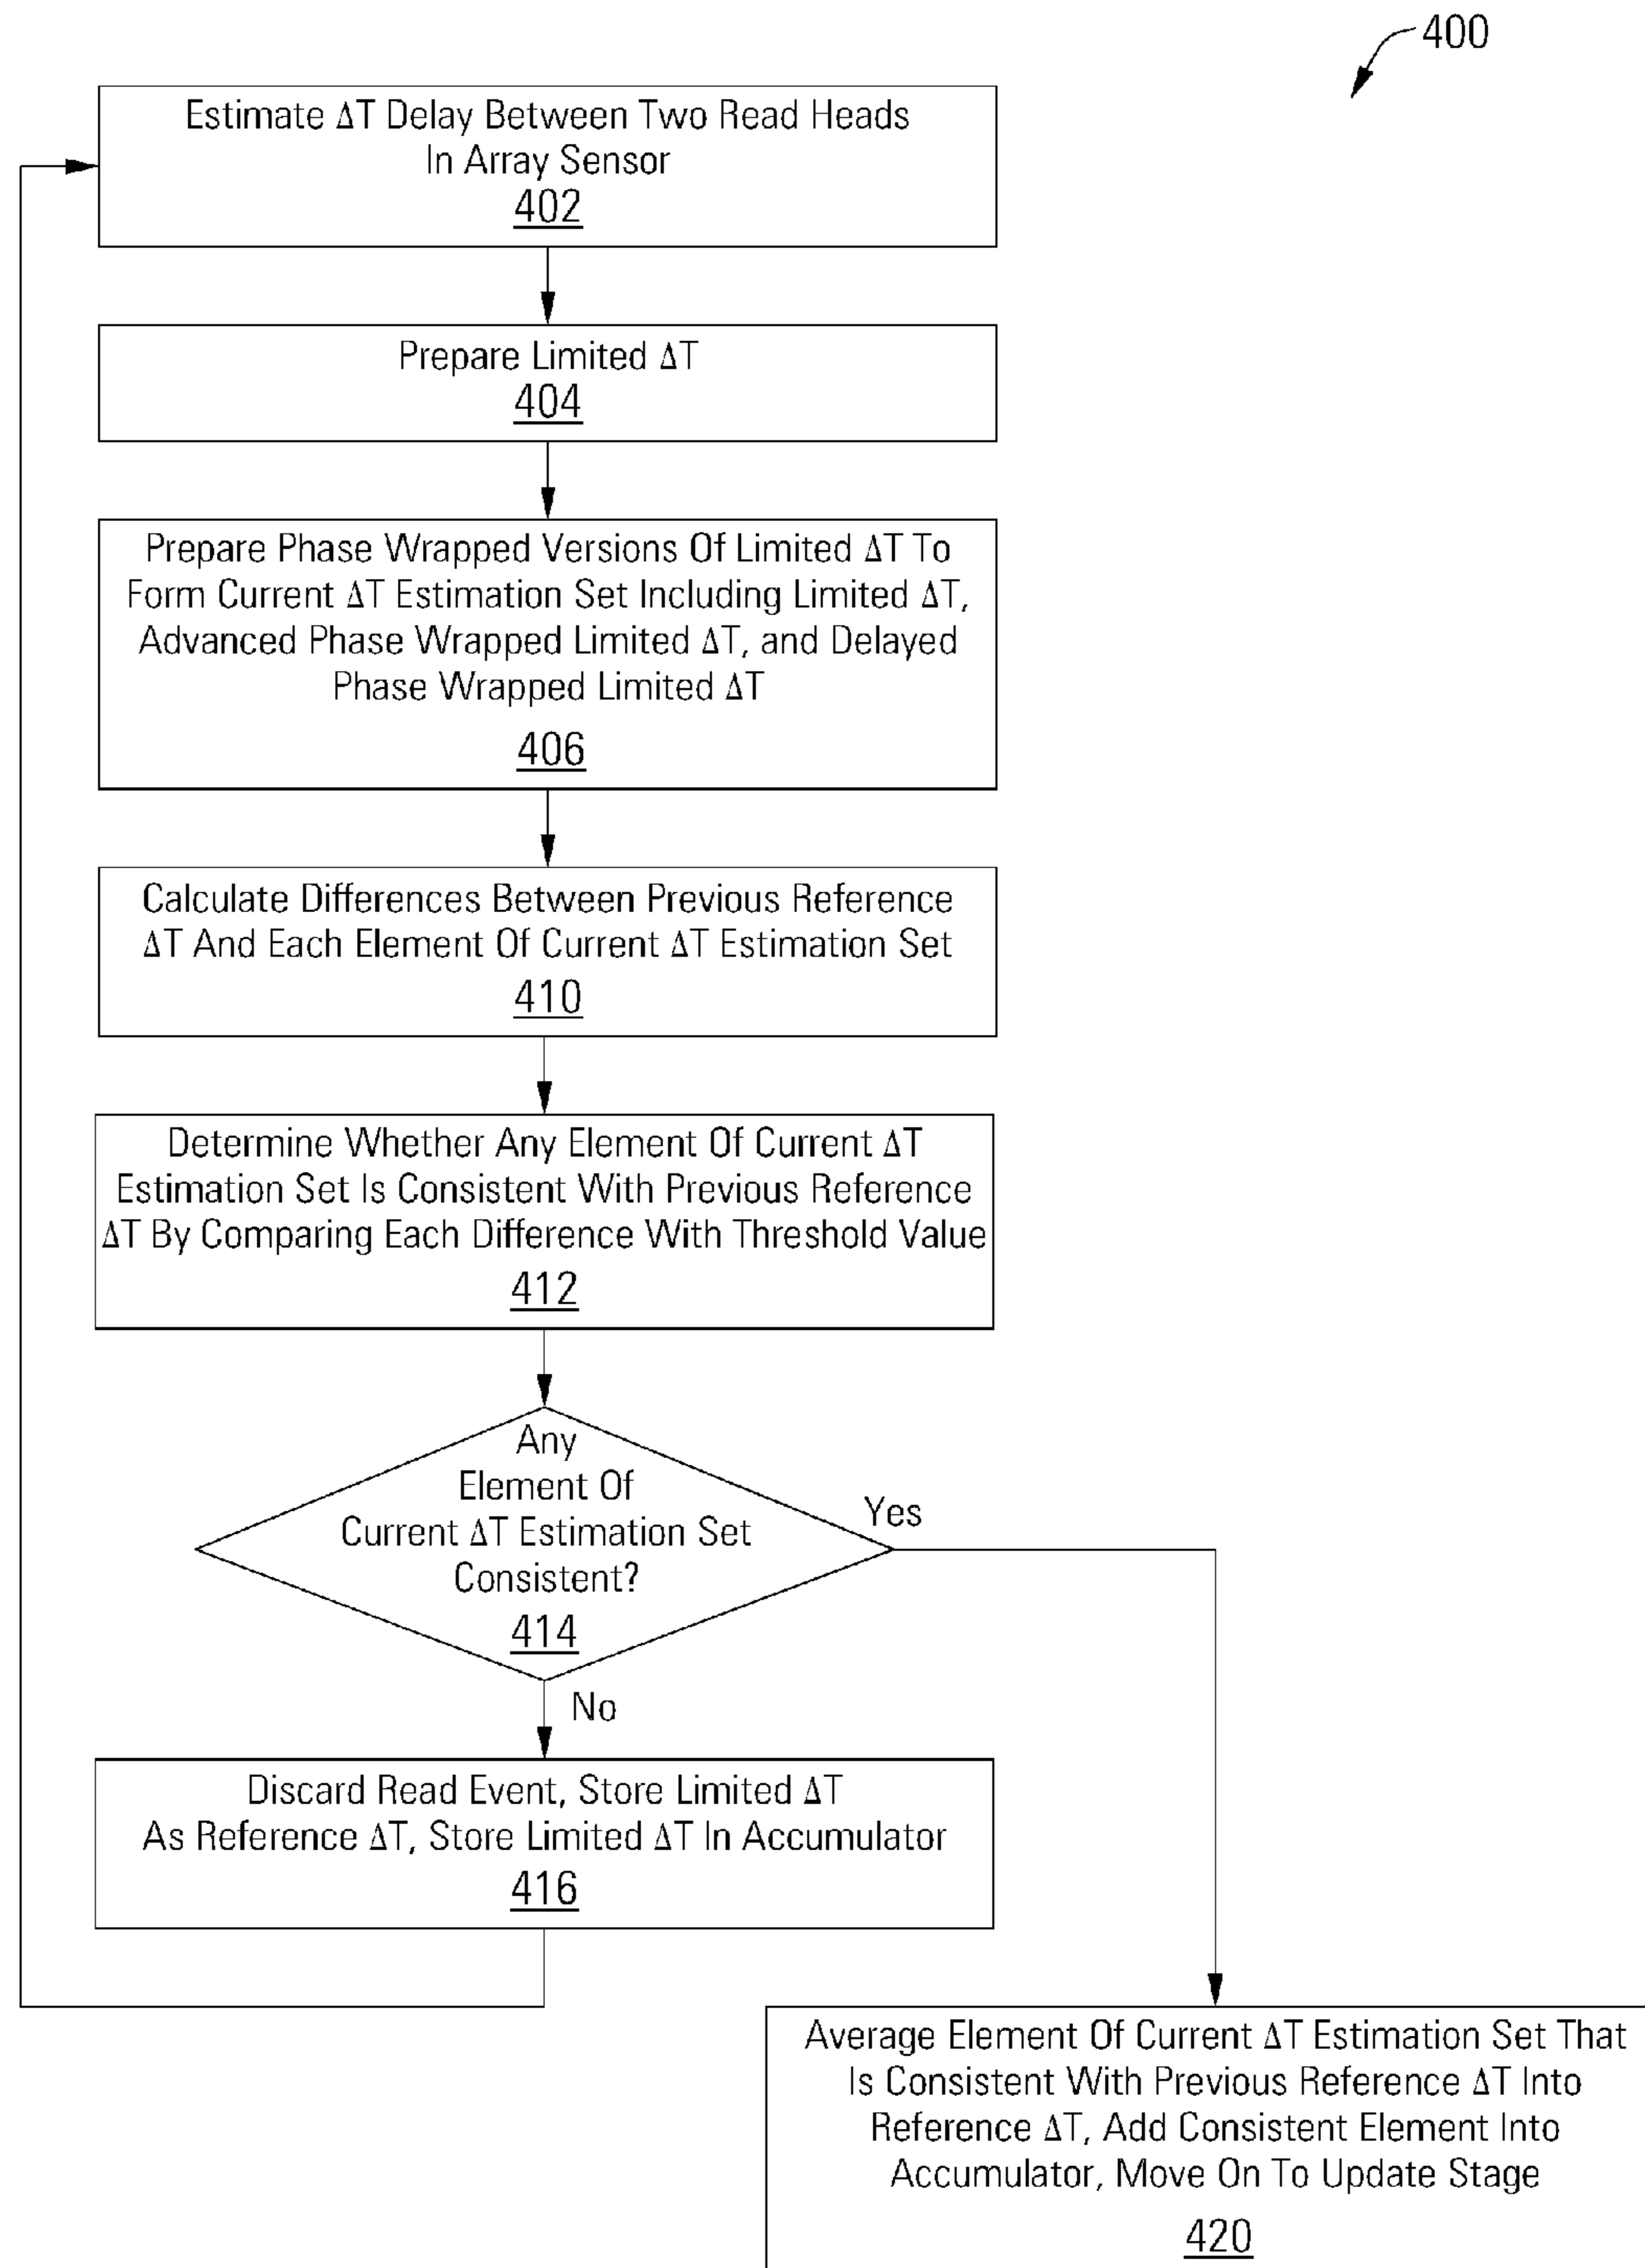 400
Estimate ΔT Delay Between Two Read Heads
In Array Sensor
402
Prepare Limited ΔT
404
Prepare Phase Wrapped Versions Of Limited ΔT To
Form Current ΔT Estimation Set Including Limited ΔT,
Advanced Phase Wrapped Limited ΔT, and Delayed
Phase Wrapped Limited ΔT
406
Calculate Differences Between Previous Reference
ΔT And Each Element Of Current ΔT Estimation Set
410
Determine Whether Any Element Of Current ΔT
Estimation Set Is Consistent With Previous Reference
ΔT By Comparing Each Difference With Threshold Value
412
Any
Element Of
Current ΔT Estimation Set
Consistent?
414
Yes
No
Discard Read Event, Store Limited ΔT
As Reference ΔT, Store Limited ΔT In Accumulator
416
Average Element Of Current ΔT Estimation Set That
Is Consistent With Previous Reference ΔT Into
Reference ΔT, Add Consistent Element Into
Accumulator, Move On To Update Stage
420